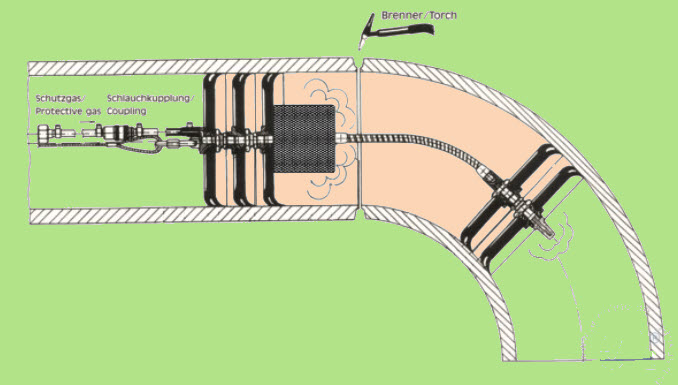 Brenner/Torch
Schutzgas/ Schlauchkupplung/
Protective gas Coupling